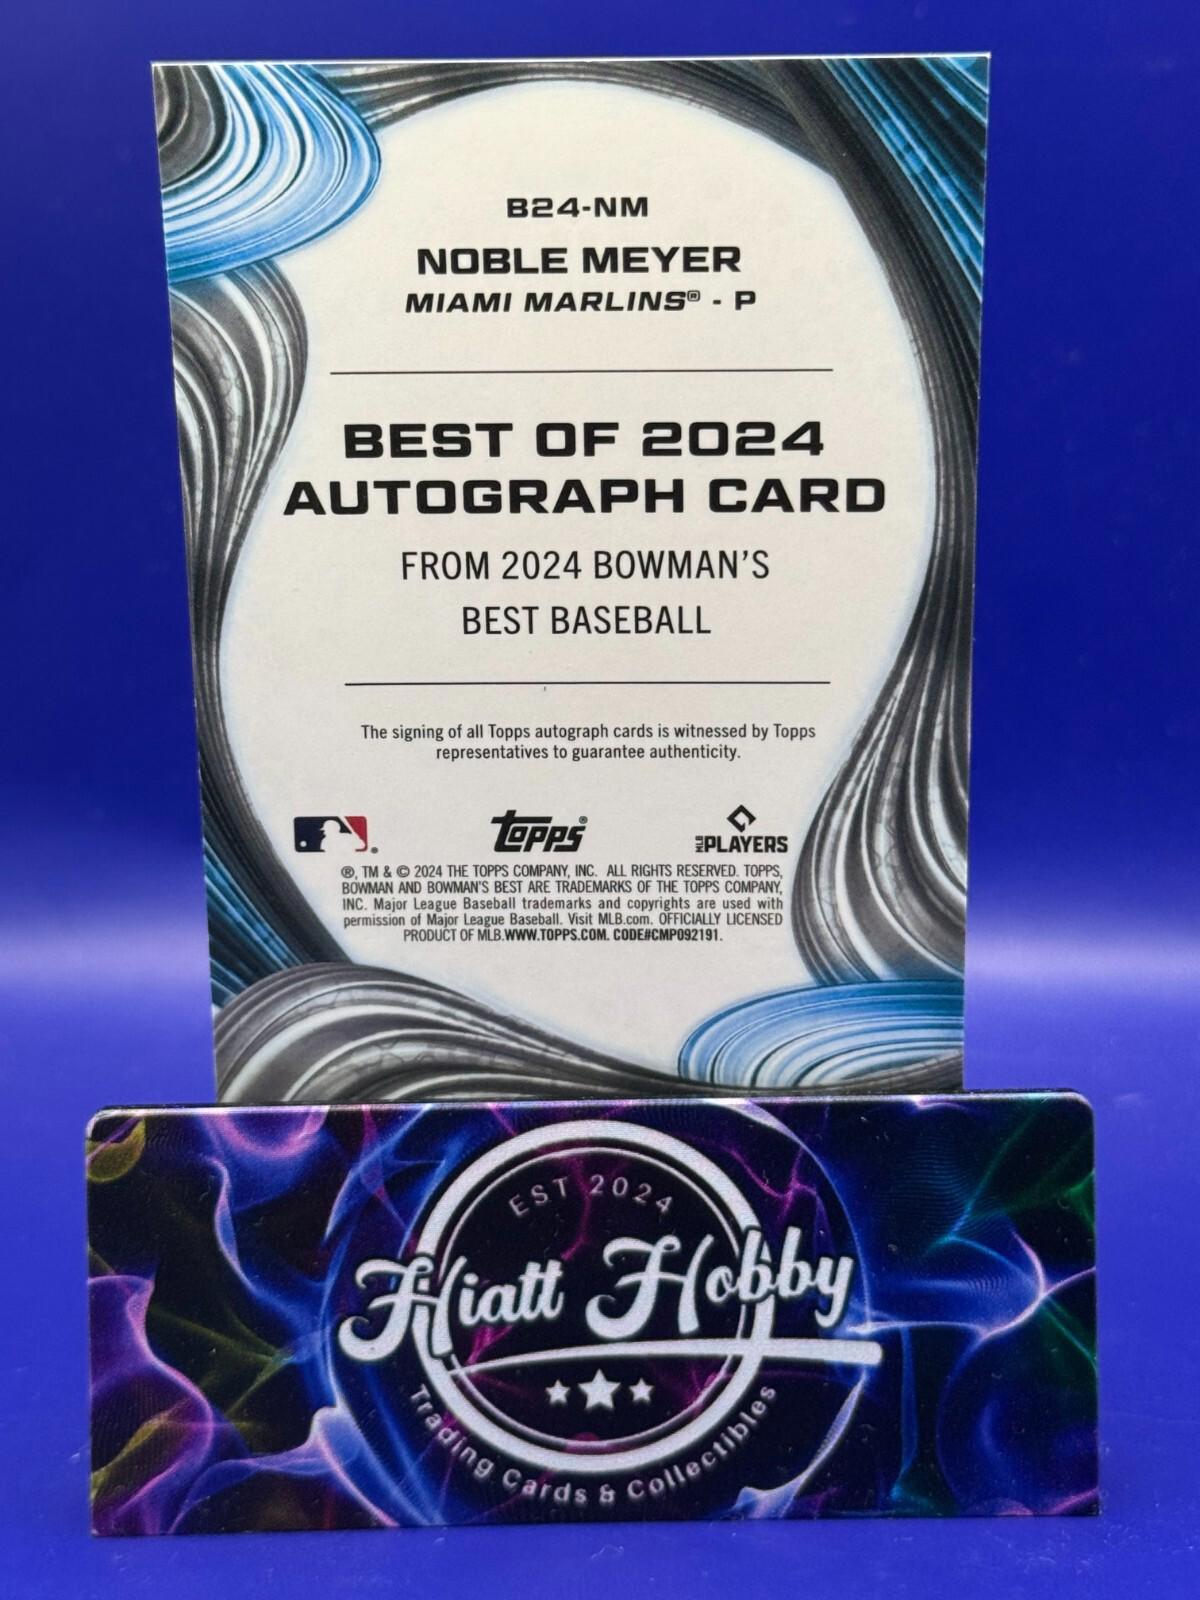 B24-NM
NOBLE MEYER
MIAMI MARLINS® - P
BEST OF 2024
AUTOGRAPH CARD
FROM 2024 BOWMAN'S
BEST BASEBALL
The signing of all Topps autograph cards is witnessed by Topps
representatives to guarantee authenticity.
topps®
MLB PLAYERS
®, TM & © 2024 THE TOPPS COMPANY, INC. ALL RIGHTS RESERVED. TOPPS,
BOWMAN AND BOWMAN'S BEST ARE TRADEMARKS OF THE TOPPS COMPANY,
INC. Major League Baseball trademarks and copyrights are used with
permission of Major League Baseball. Visit MLB.com. OFFICIALLY LICENSED
PRODUCT OF MLB.WWW.TOPPS.COM. CODE#CMP092191.
EST 2024
Hiatt Hobby
Trading Cards & Collectibles